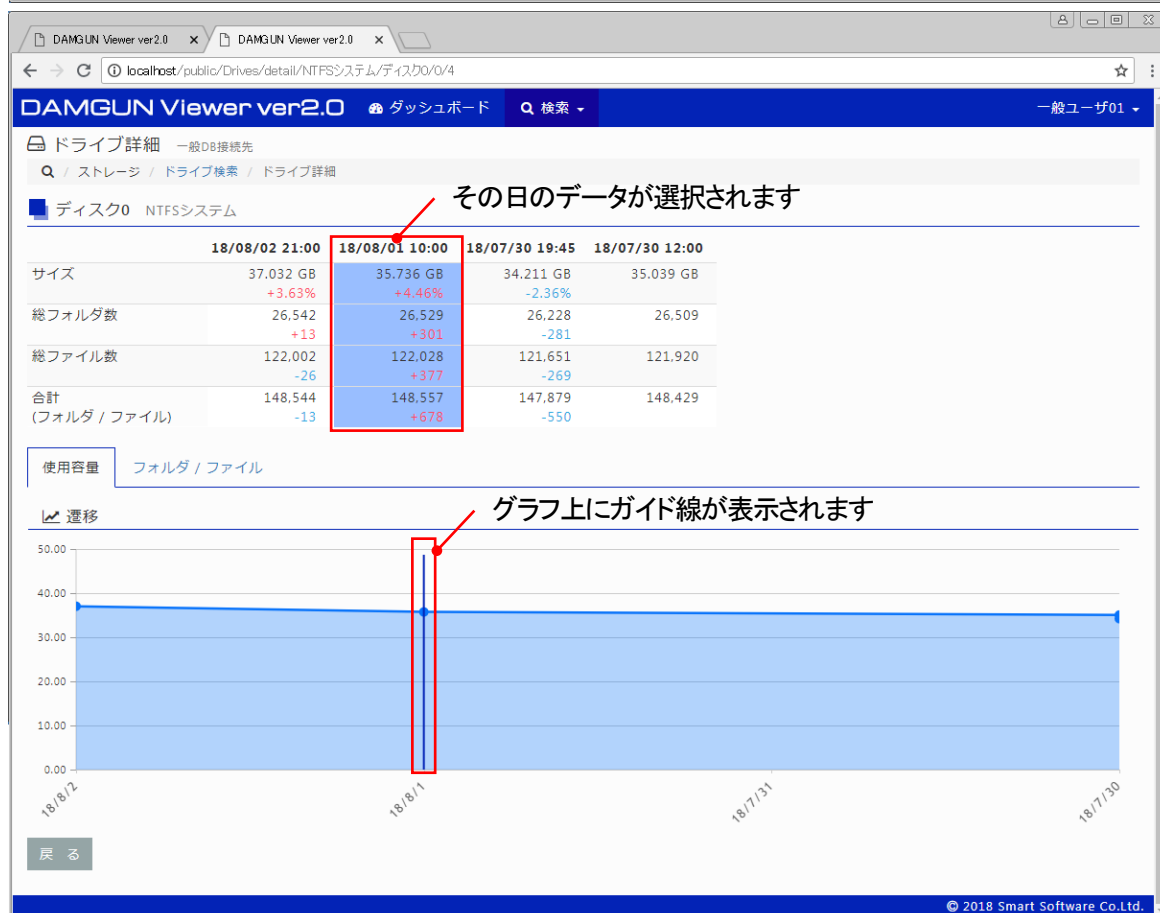 DAMGUN Viewer ver2.0 DAMGUN Viewer ver2.0
localhost/public/Drives/detail/NTFSシステム/ディスク0/0/4
DAMGUN Viewer ver2.0 ダッシュボード 検索 一般ユーザ01
ドライブ詳細 一般DB接続先
/ ストレージ / ドライブ検索 / ドライブ詳細
その日のデータが選択されます
ディスク0 NTFSシステム
18/08/02 21:00 18/08/01 10:00 18/07/30 19:45 18/07/30 12:00
サイズ 37.032 GB 35.736 GB 34.211 GB 35.039 GB
+3.63% +4.46% -2.36%
総フォルダ数 26,542 26,529 26,228 26,509
+13 +301 -281
総ファイル数 122,002 122,028 121,651 121,920
-26 +377 -269
合計 148,544 148,557 147,879 148,429
(フォルダ / ファイル) -13 +678 -550
使用容量 フォルダ / ファイル
グラフ上にガイド線が表示されます
遷移
50.00
40.00
30.00
20.00
10.00
0.00
18/8/2 18/8/1 18/7/31 18/7/30
戻 る
© 2018 Smart Software Co.Ltd.